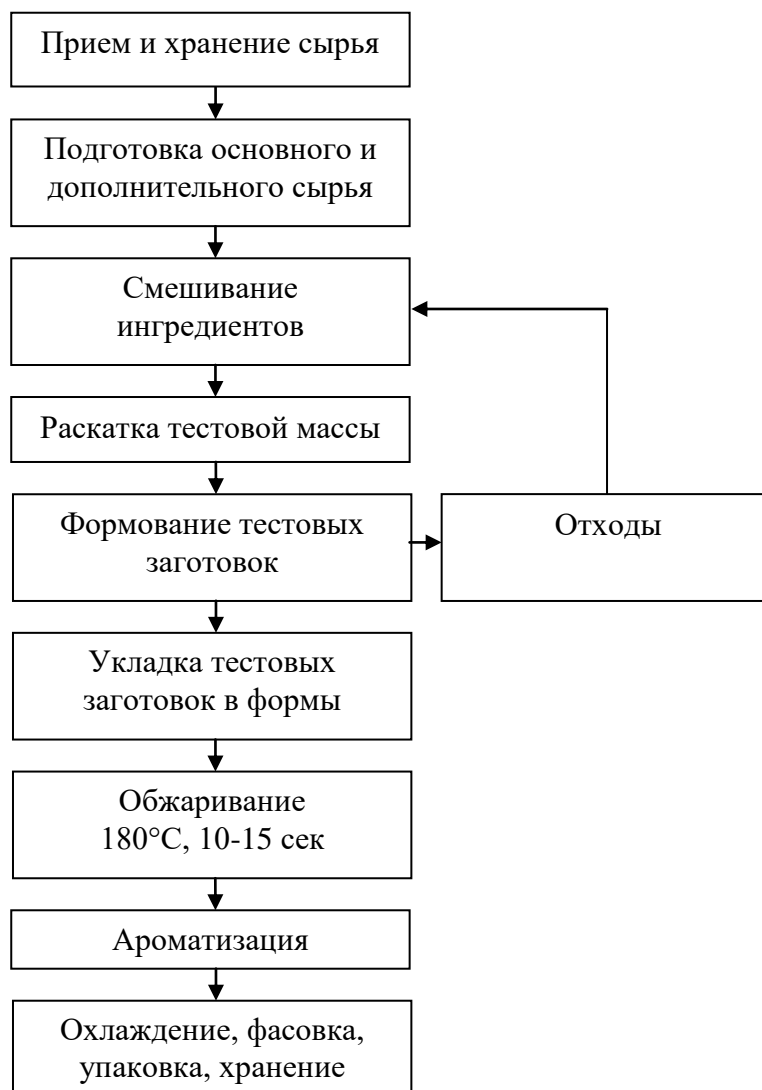 Прием и хранение сырья
Подготовка основного и
дополнительного сырья
Смешивание
ингредиентов
Раскатка тестовой массы
Формование тестовых
заготовок
Отходы
Укладка тестовых
заготовок в формы
Обжаривание
180°С, 10-15 сек
Ароматизация
Охлаждение, фасовка,
упаковка, хранение